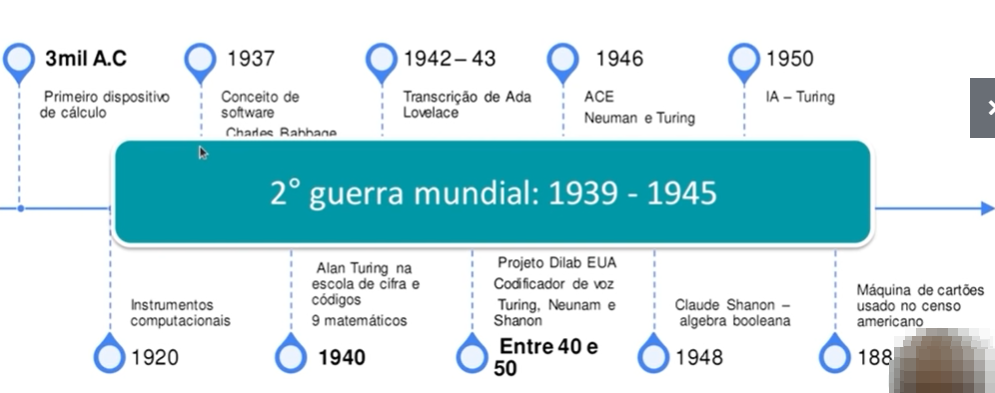 3mil A.C
Primeiro dispositivo
de cálculo
1937
Conceito de
software
Charles Babbage
1942– 43
Transcrição de Ada
Lovelace
1946
ACE
Neuman e Turing
1950
IA – Turing
2° guerra mundial: 1939 - 1945
Instrumentos
computacionais
1920
Alan Turing na
escola de cifra e
códigos
9 matemáticos
1940
Projeto Dilab EUA
Codificador de voz
Turing, Neunam e
Shanon
Entre 40 e
50
Claude Shanon –
algebra booleana
1948
Máquina de cartões
usado no censo
americano